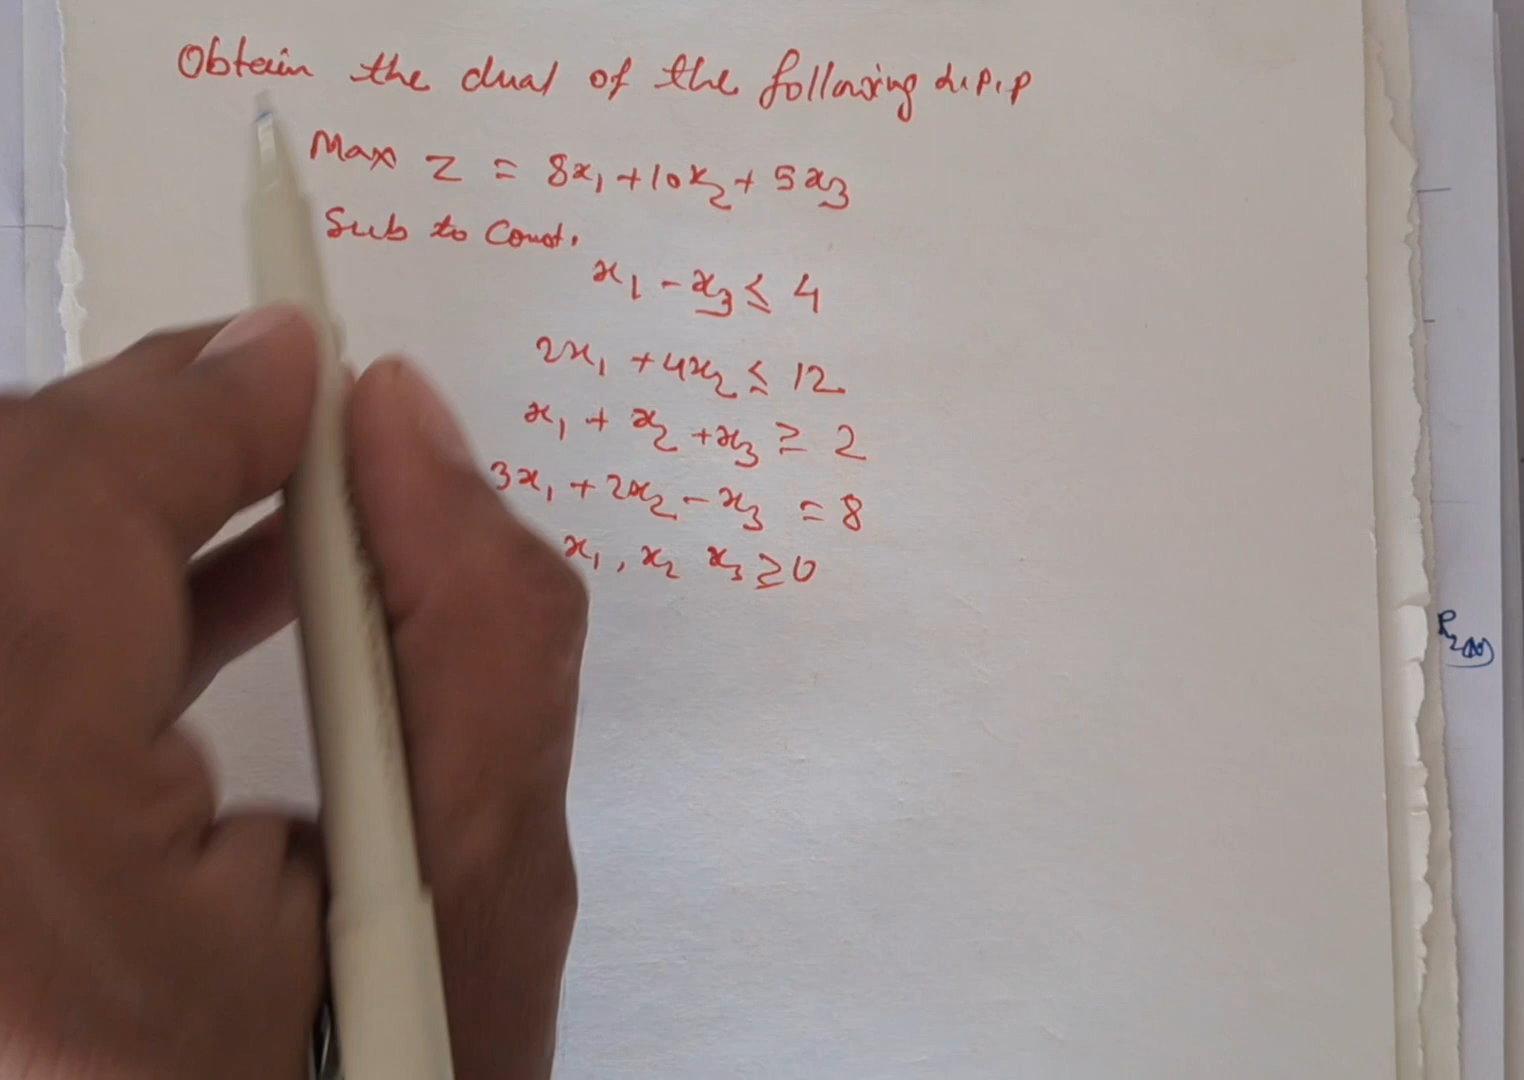 Obtain the dual of the following L.P.P
Max Z = 8x₁ + 10x₂ + 5x₃
Sub to Const.
x₁ - x₃ ≤ 4
2x₁ + 4x₂ ≤ 12
x₁ + x₂ + x₃ ≥ 2
3x₁ + 2x₂ - x₃ = 8
x₁, x₂ x₃ ≥ 0